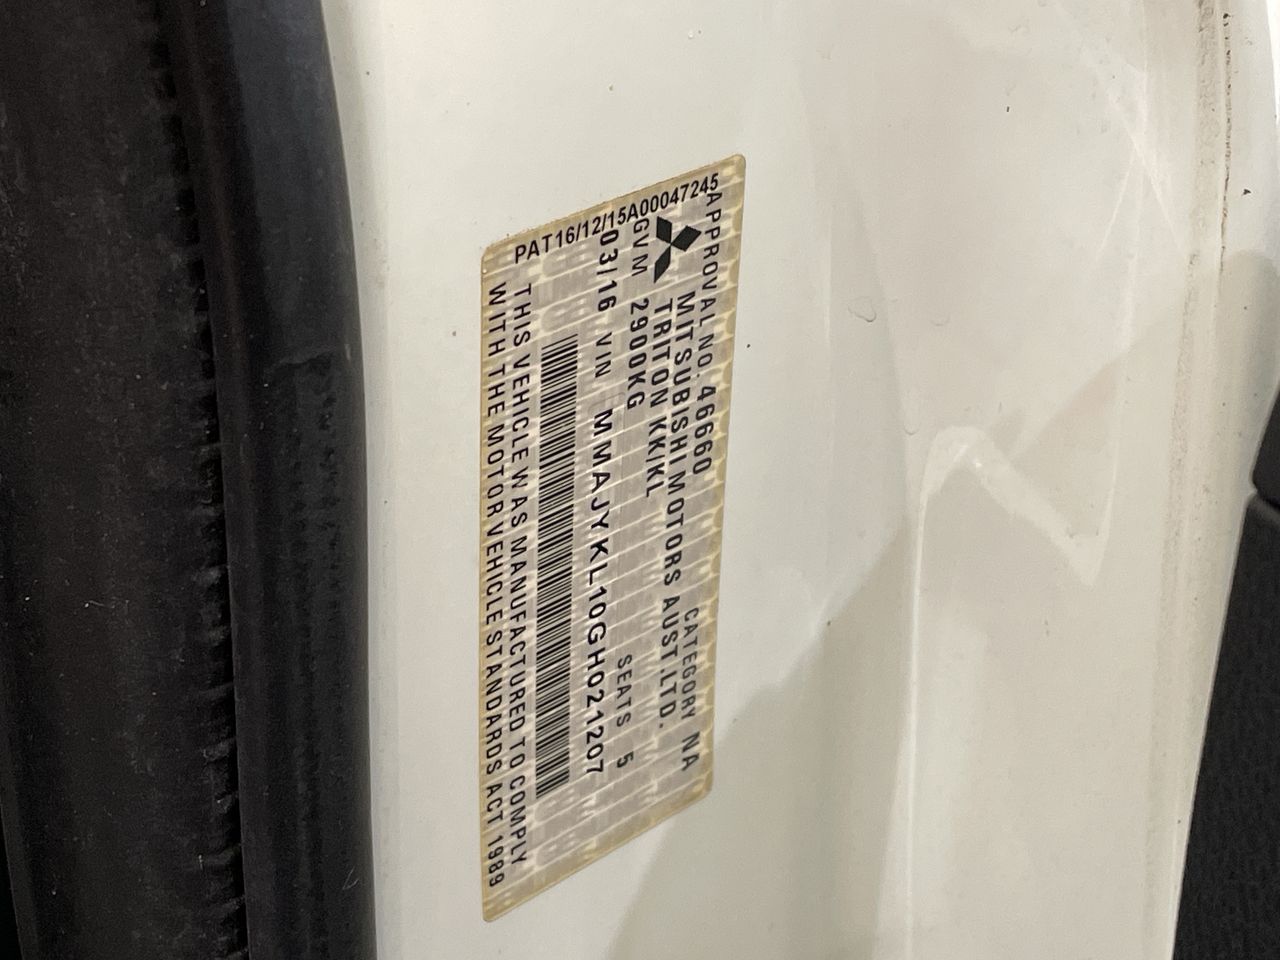 PAT16/12/15A00047245
APPROVAL NO. 46660 CATEGORY NA
MITSUBISHI MOTORS AUST.LTD.
TRITON KK/KL
GVM 2900KG SEATS 5
03/16 VIN MMAJYKL10GH021207
THIS VEHICLE WAS MANUFACTURED TO COMPLY
WITH THE MOTOR VEHICLE STANDARDS ACT 1989